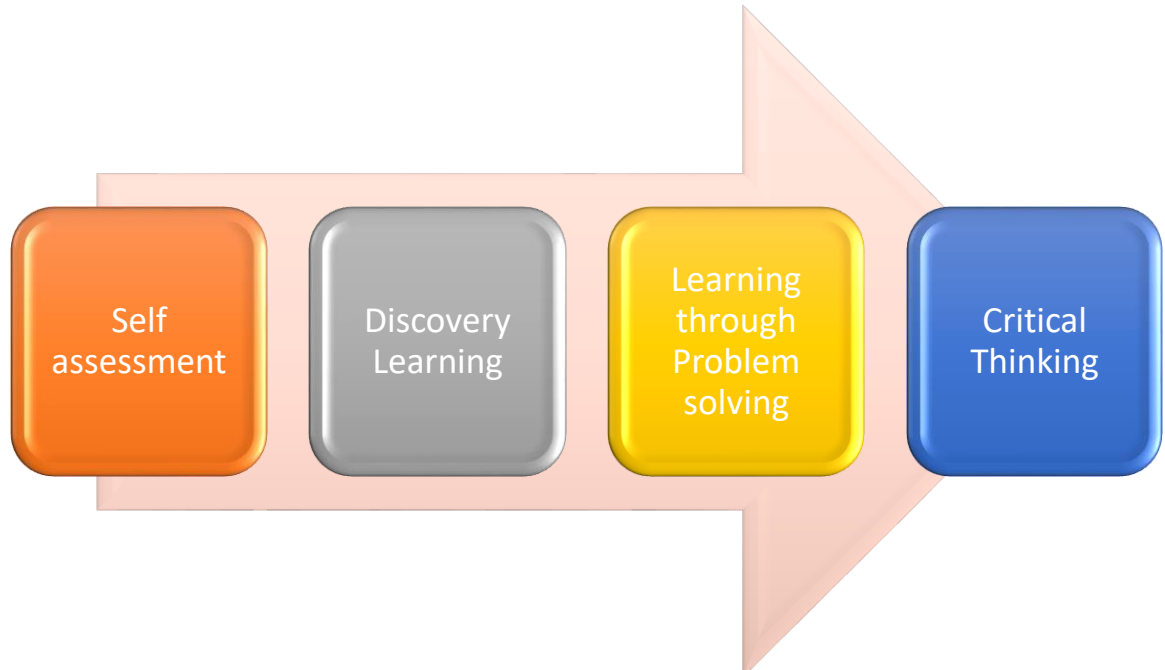 Self
assessment
Discovery
Learning
Learning
through
Problem
solving
Critical
Thinking